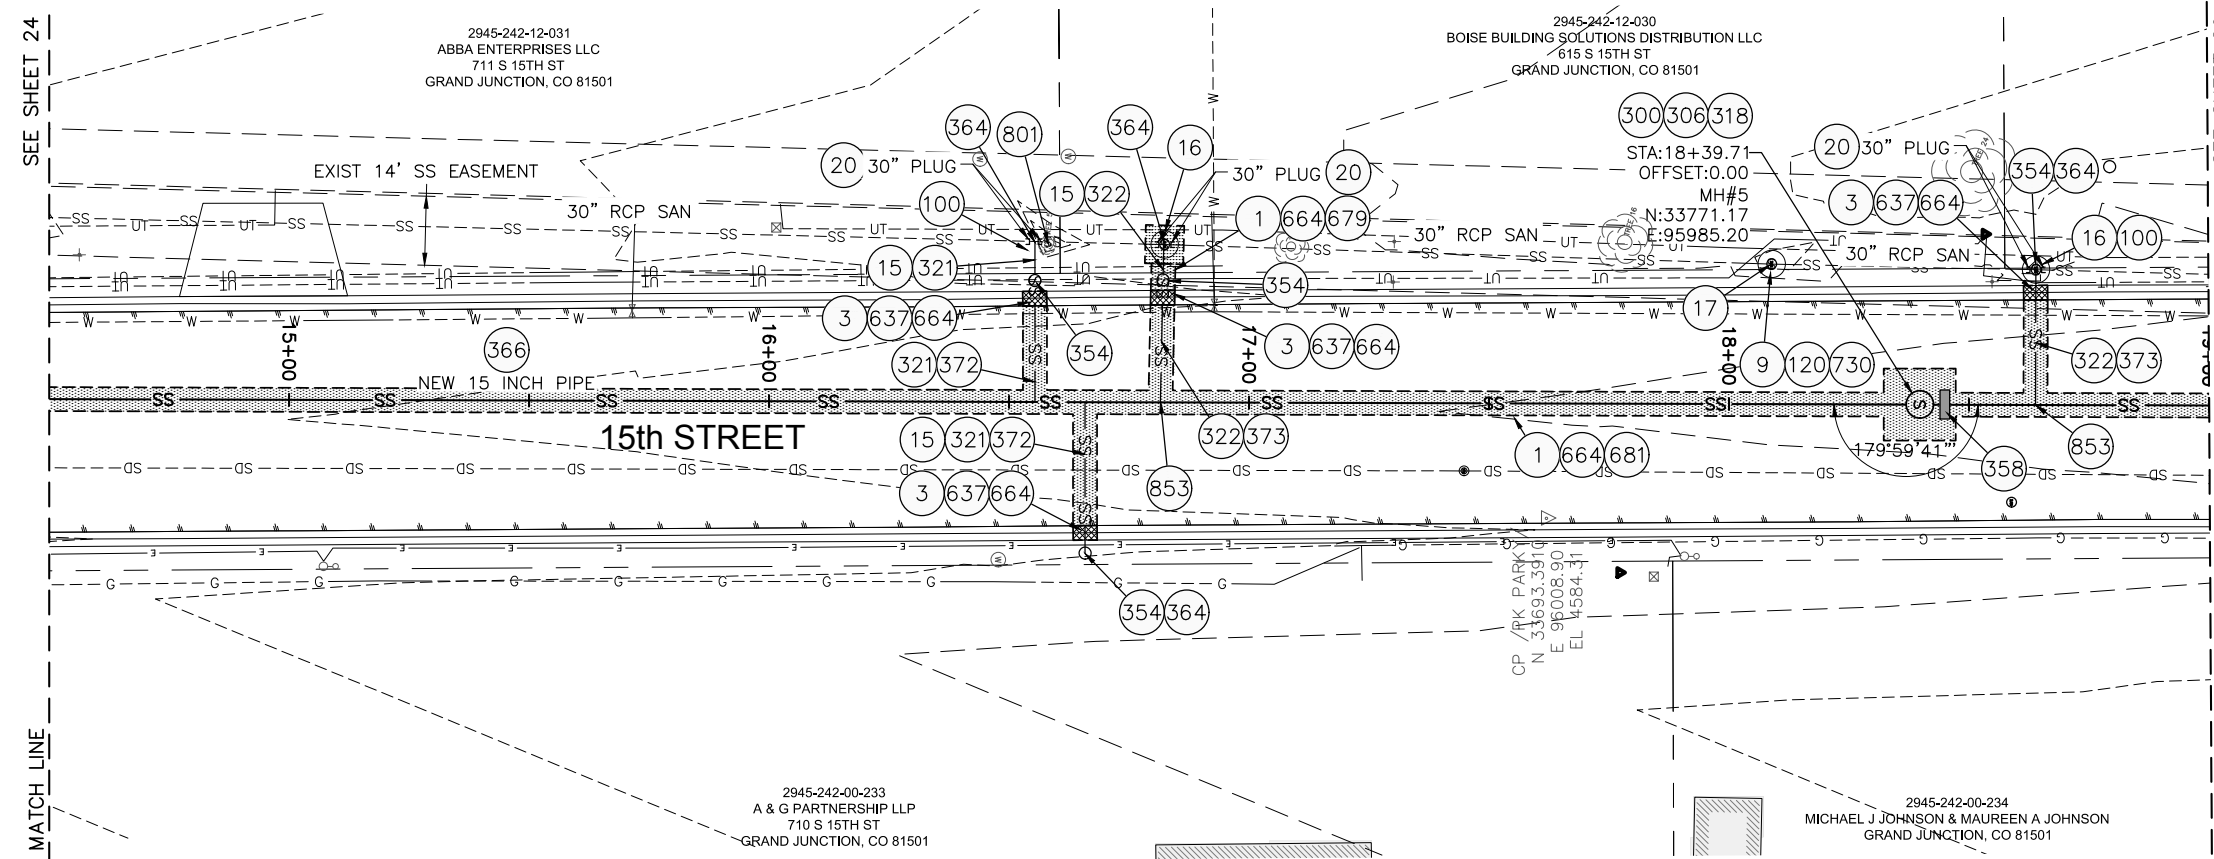 SEE SHEET 24
MATCH LINE
2945-242-12-031
ABBA ENTERPRISES LLC
711 S 15TH ST
GRAND JUNCTION, CO 81501
2945-242-12-030
BOISE BUILDING SOLUTIONS DISTRIBUTION LLC
615 S 15TH ST
GRAND JUNCTION, CO 81501
300 306 318
STA:18+39.71
OFFSET:0.00
MH#5
N:33771.17
E:95985.20
364 801 364 16
20 30" PLUG
30" PLUG 20
20 30" PLUG
354 364
EXIST 14' SS EASEMENT
100
15 322
1 664 679
3 637 664
16 100
30" RCP SAN
30" RCP SAN
30" RCP SAN
15 321
354
17
3 637 664
354
3 637 664
9 120 730
322 373
15+00
16+00
17+00
18+00
366
321 372
NEW 15 INCH PIPE
15th STREET
15 321 372
322 373
1 664 681
179°59'41"
358
853
3 637 664
853
354 364
CP /PK PARKY
N 33693.3910
E 96008.90
EL 4584.31
2945-242-00-233
A & G PARTNERSHIP LLP
710 S 15TH ST
GRAND JUNCTION, CO 81501
2945-242-00-234
MICHAEL J JOHNSON & MAUREEN A JOHNSON
GRAND JUNCTION, CO 81501